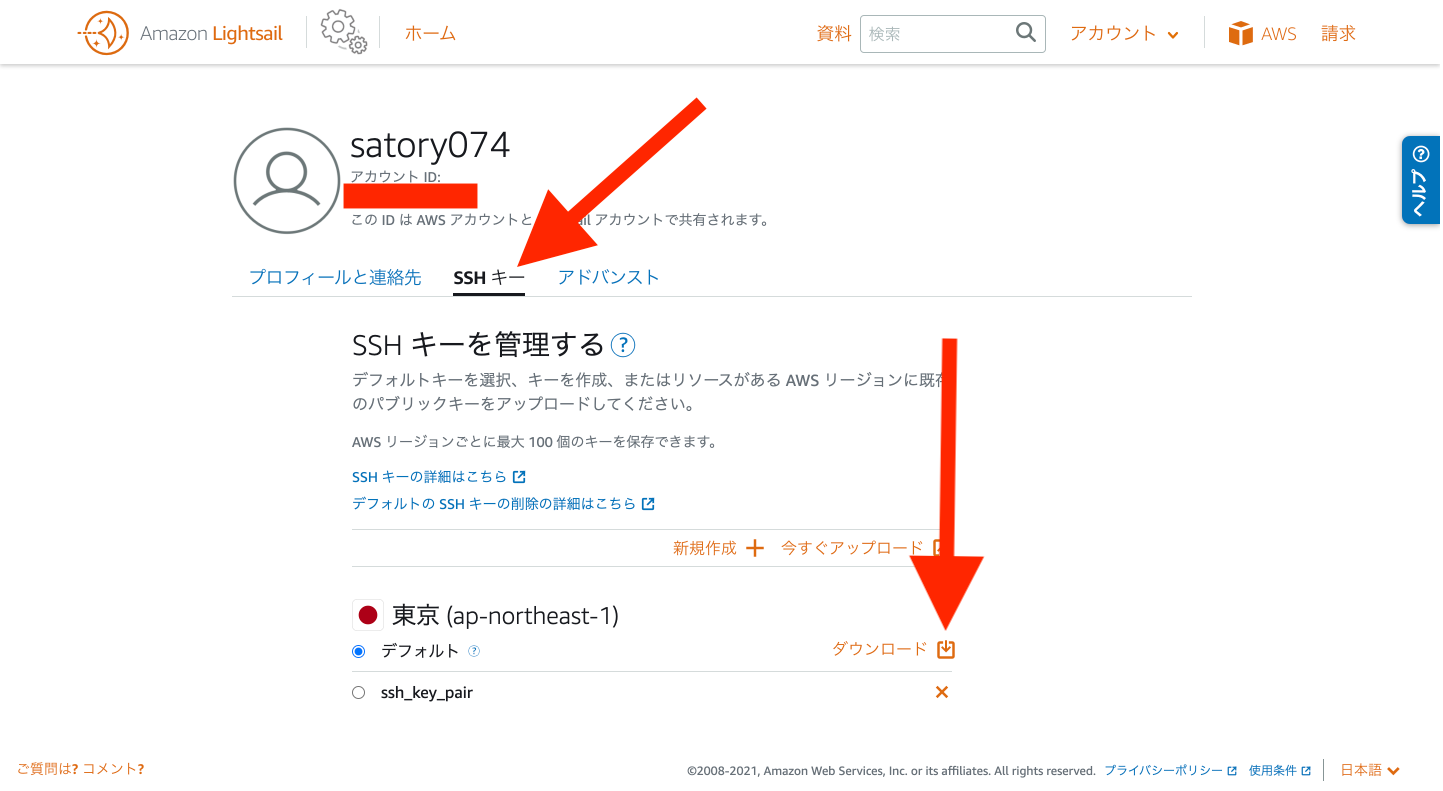 Amazon Lightsail
ホーム
資料
検索
アカウント
AWS
請求
ヘルプ
satory074
アカウント ID:
この ID は AWS アカウントと ail アカウントで共有されます。
プロフィールと連絡先
SSH キー
アドバンスト
SSH キーを管理する
デフォルトキーを選択、キーを作成、またはリソースがある AWS リージョンに既存
のパブリックキーをアップロードしてください。
AWS リージョンごとに最大 100 個のキーを保存できます。
SSH キーの詳細はこちら
デフォルトの SSH キーの削除の詳細はこちら
新規作成 +
今すぐアップロード
東京 (ap-northeast-1)
デフォルト ?
ダウンロード
ssh_key_pair
ご質問は? コメント?
©2008-2021, Amazon Web Services, Inc. or its affiliates. All rights reserved.
プライバシーポリシー
使用条件
日本語